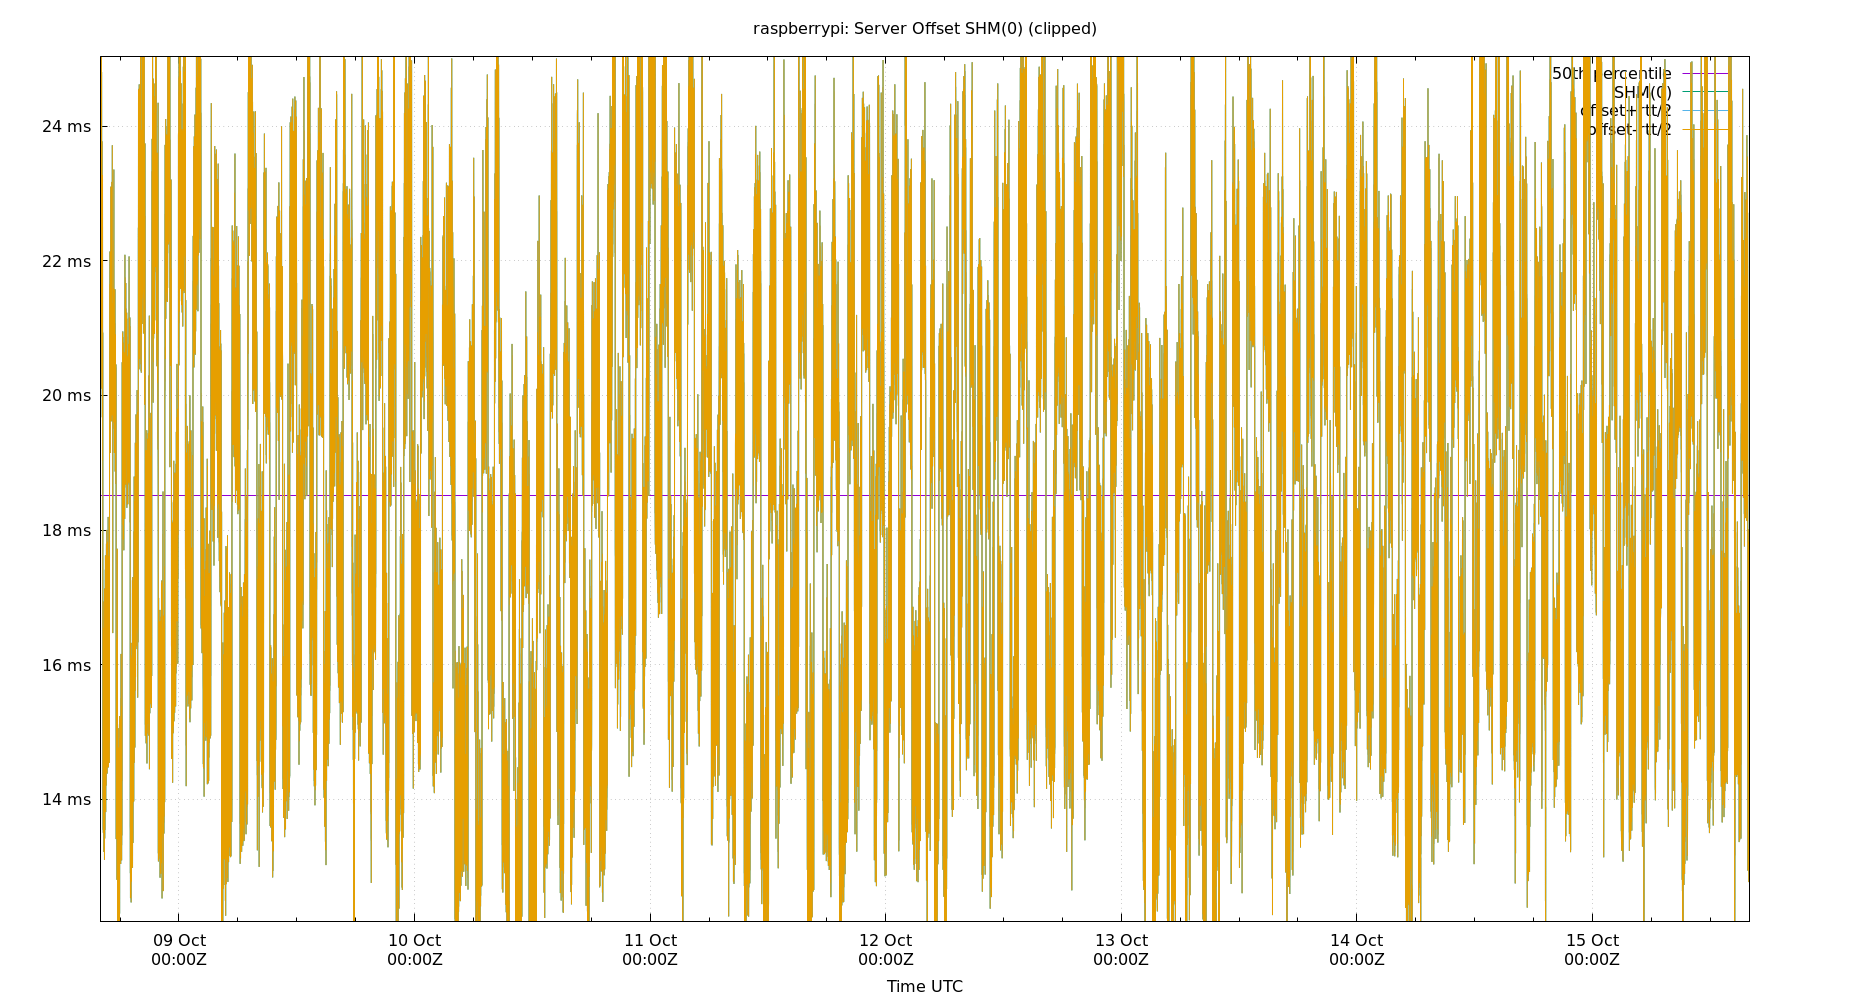 raspberrypi: Server Offset SHM(0) (clipped)
50th percentile
SHM(0)
offset+rtt/2
offset-rtt/2
24 ms
22 ms
20 ms
18 ms
16 ms
14 ms
09 Oct 10 Oct 11 Oct 12 Oct 13 Oct 14 Oct 15 Oct
00:00Z 00:00Z 00:00Z 00:00Z 00:00Z 00:00Z 00:00Z
Time UTC